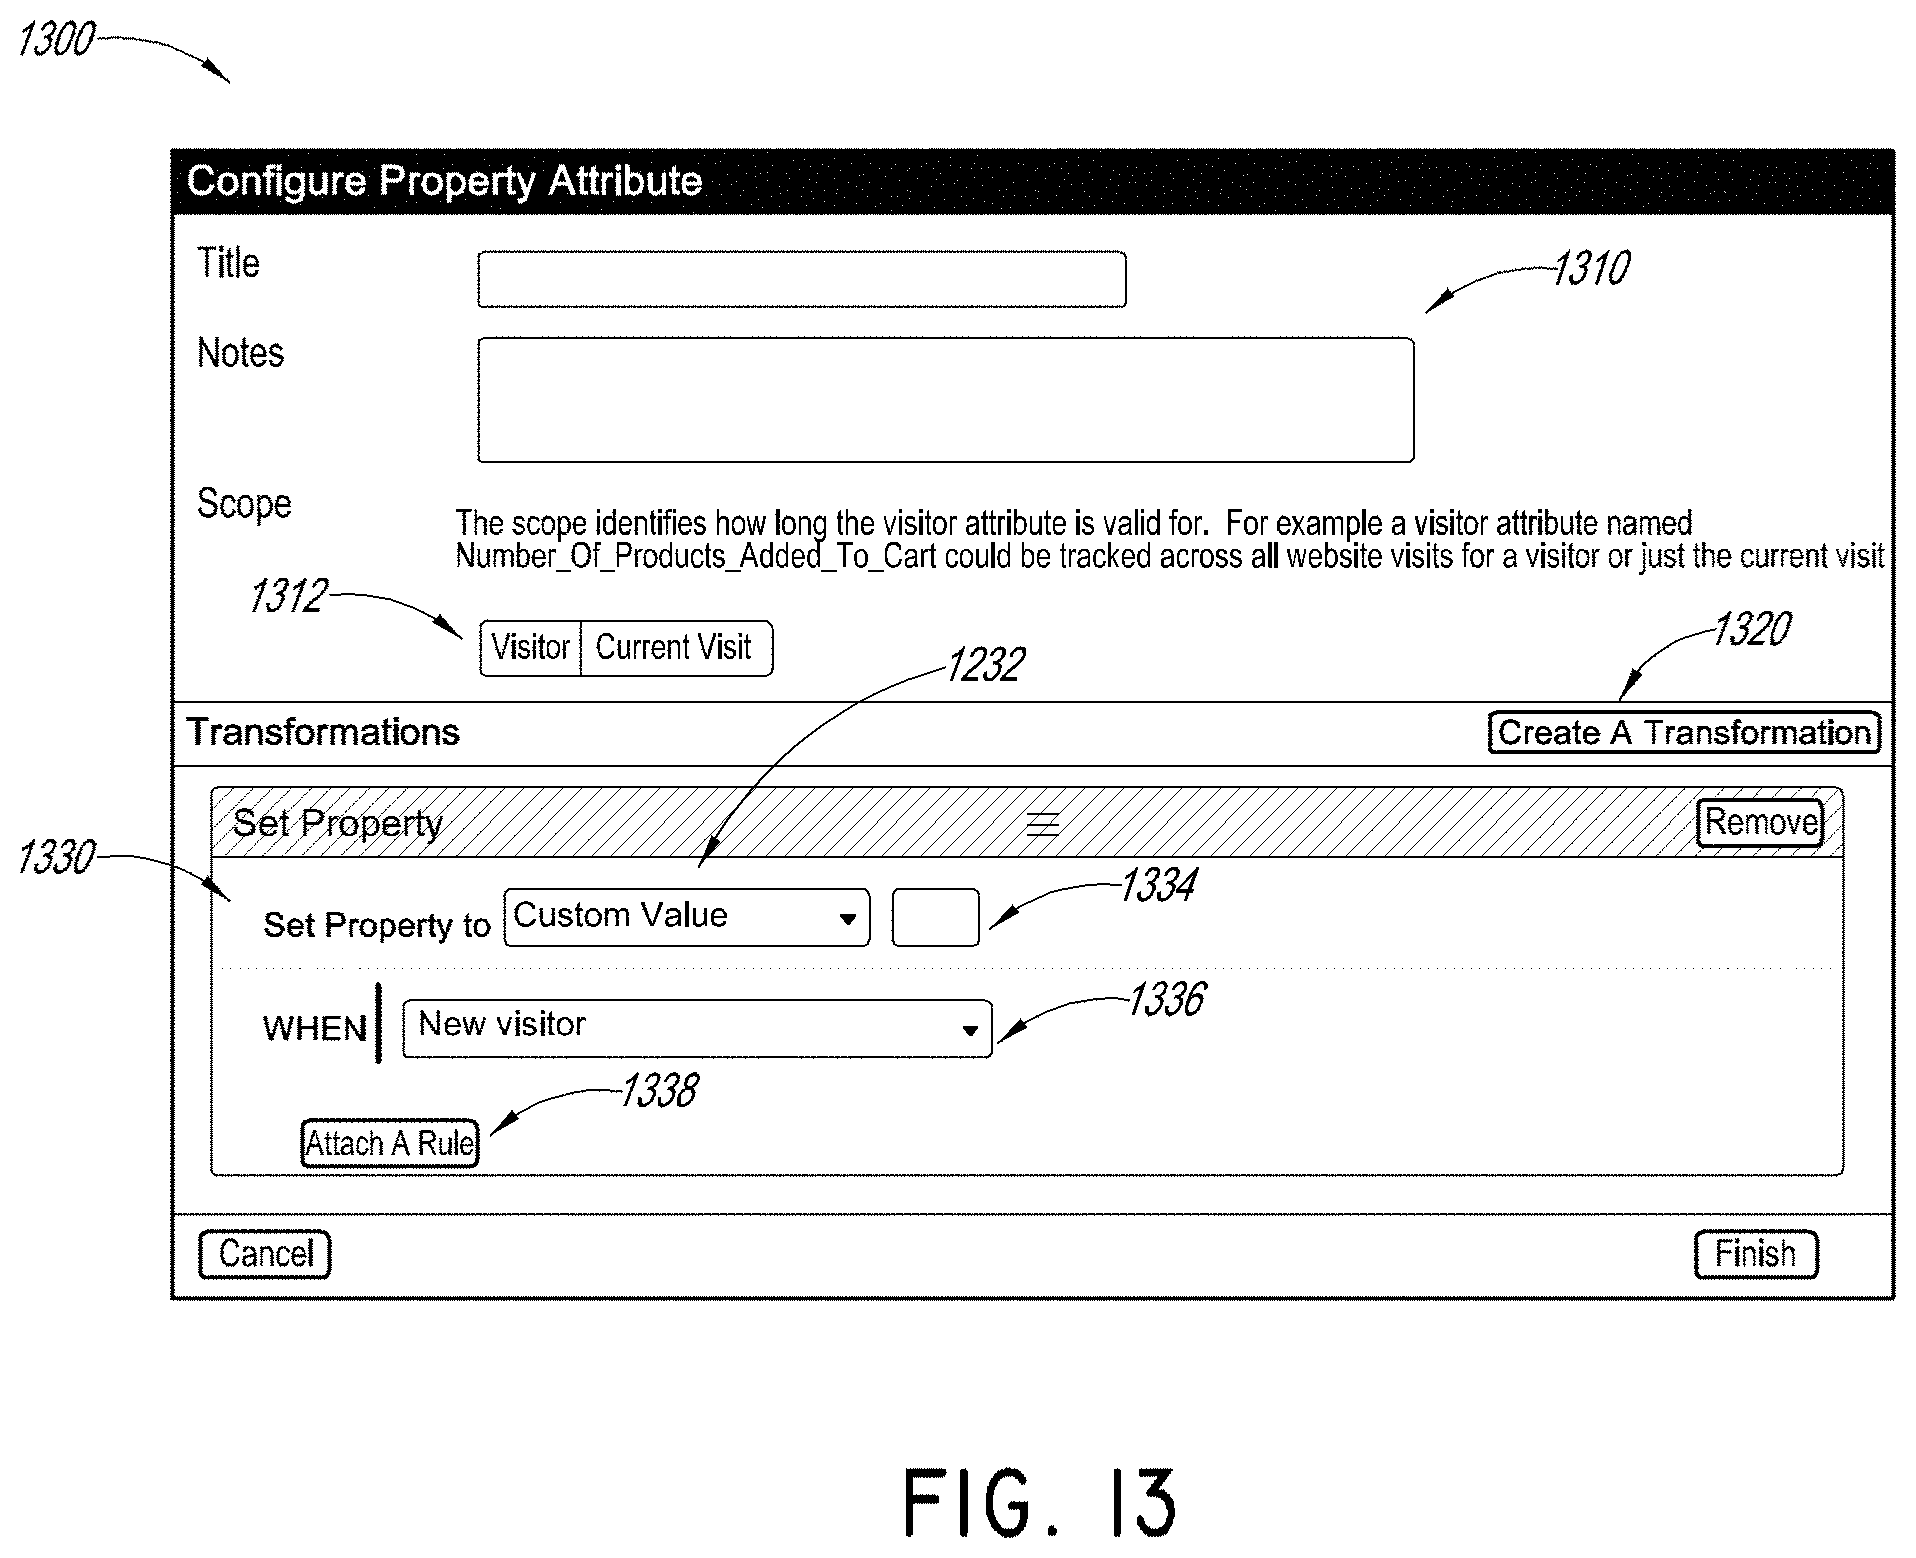 1300
Configure Property Attribute
Title
1310
Notes
Scope
The scope identifies how long the visitor attribute is valid for. For example a visitor attribute named
Number_Of_Products_Added_To_Cart could be tracked across all website visits for a visitor or just the current visit
1312
Visitor Current Visit
1320
1232
Transformations
Create A Transformation
Set Property
Remove
1330
1334
Set Property to Custom Value
1336
WHEN New visitor
1338
Attach A Rule
Cancel
Finish
FIG. 13